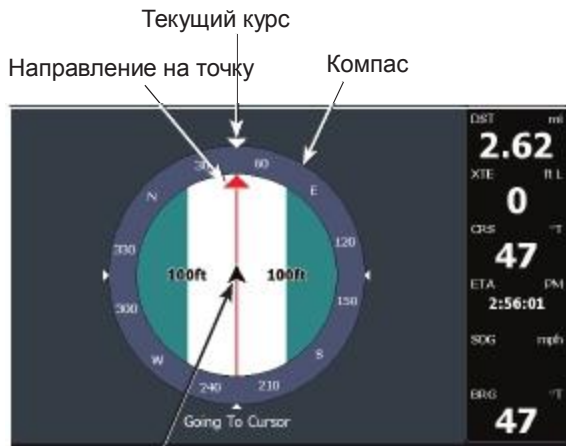 Текущий курс
Направление на точку
Компас
DST mi
2.62
XTE ft L
0
CRS °T
47
ETA PM
2:56:01
SOG mph
BRG °T
47
30 60
N E
330 120
100ft 100ft
300 150
W S
240 210
Going To Cursor